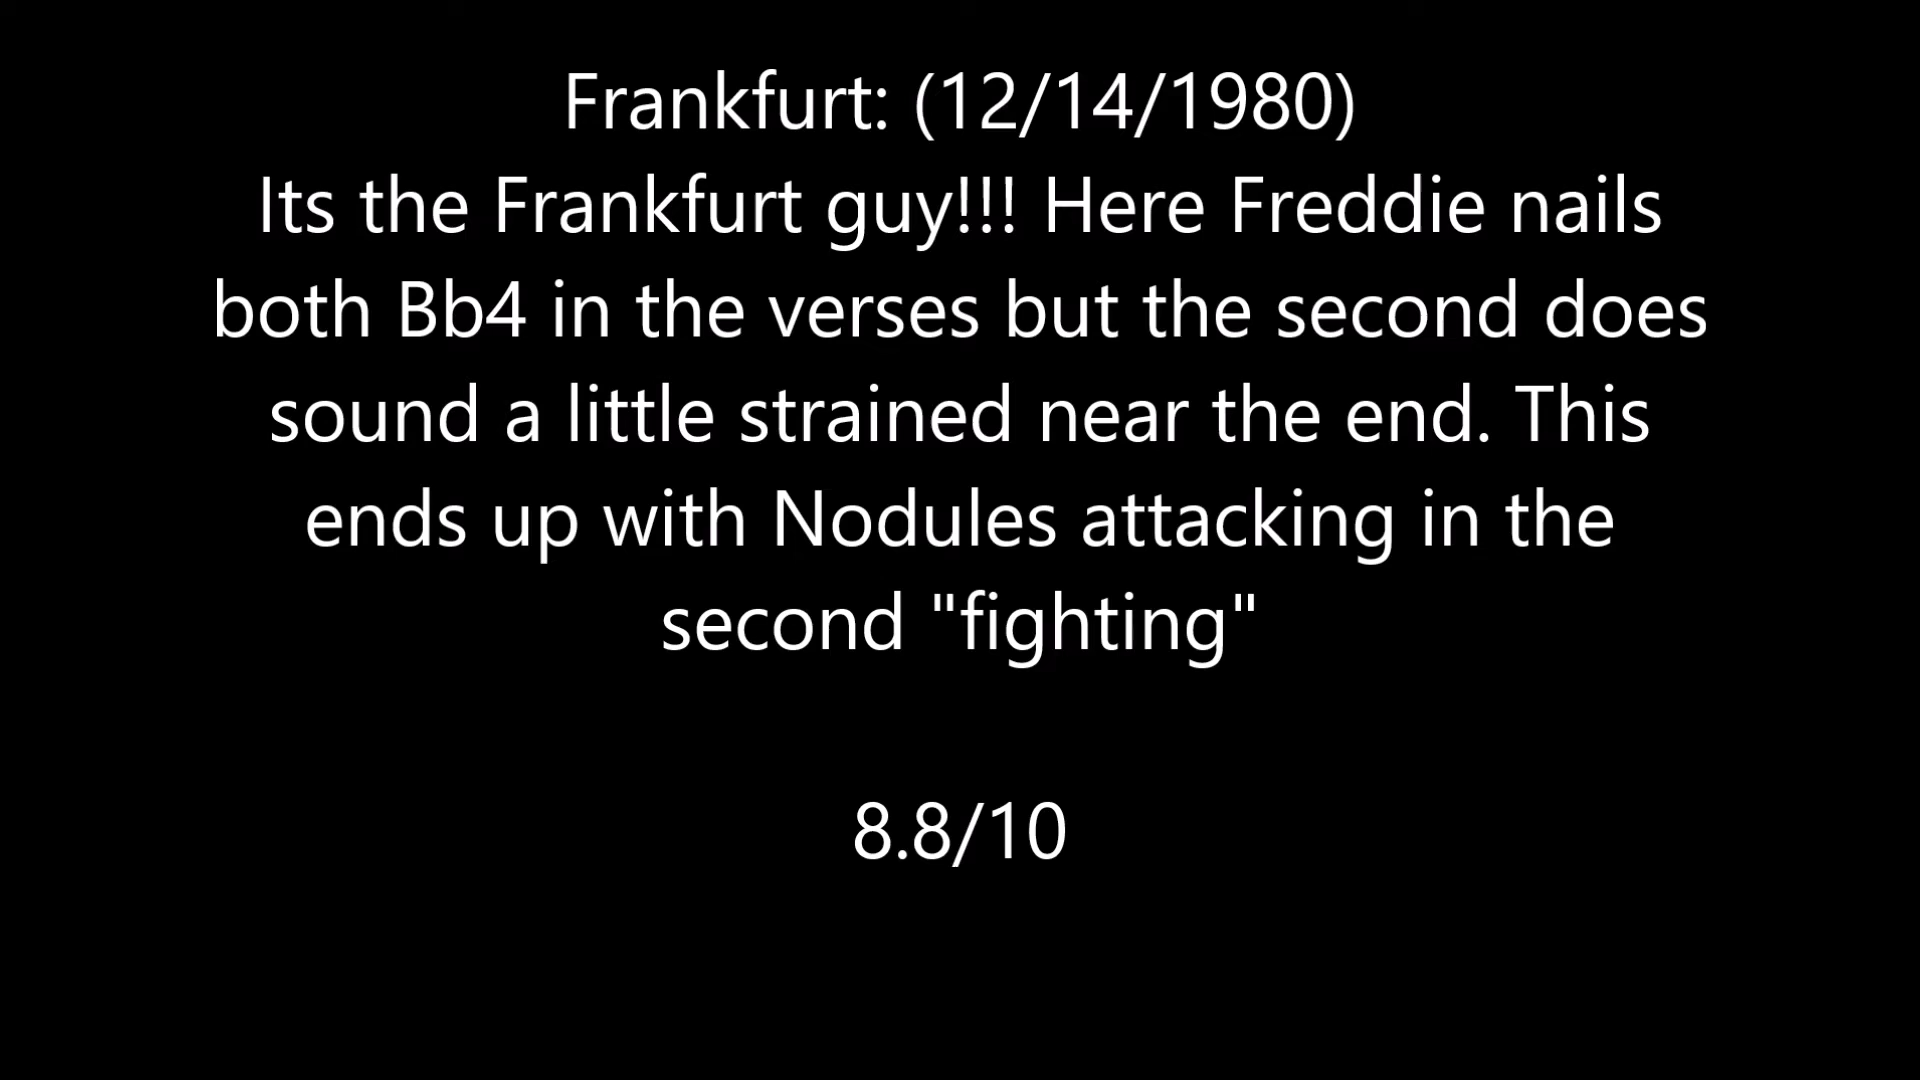 Frankfurt: (12/14/1980)
Its the Frankfurt guy!!! Here Freddie nails
both Bb4 in the verses but the second does
sound a little strained near the end. This
ends up with Nodules attacking in the
second "fighting"
8.8/10